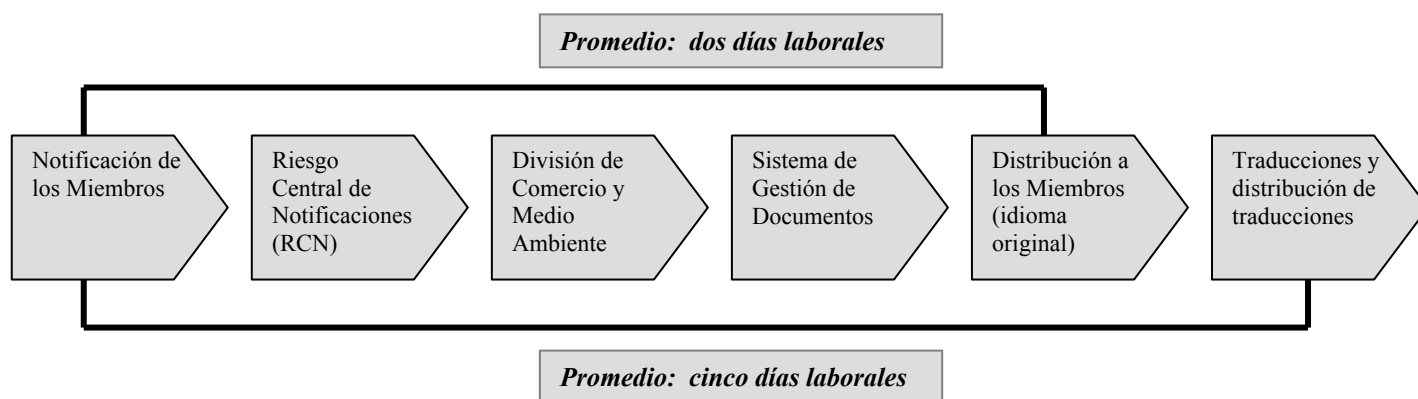 Promedio: dos días laborales
Notificación de
los Miembros
Riesgo
Central de
Notificaciones
(RCN)
División de
Comercio y
Medio
Ambiente
Sistema de
Gestión de
Documentos
Distribución a
los Miembros
(idioma
original)
Traducciones y
distribución de
traducciones
Promedio: cinco días laborales